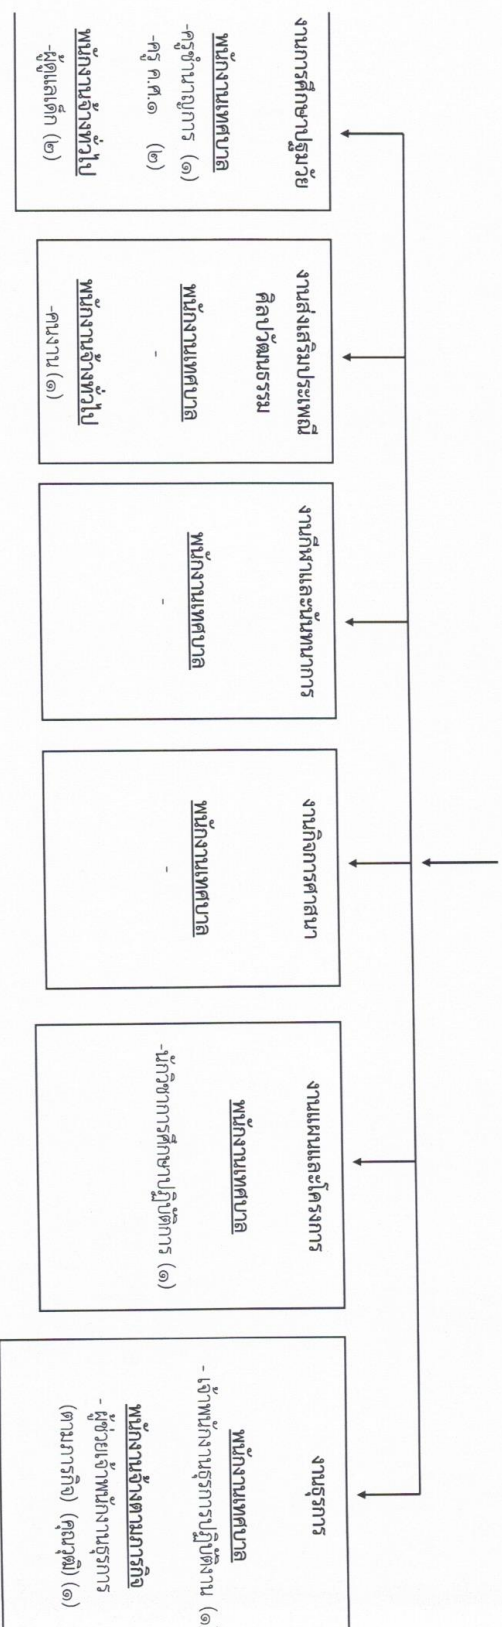 งานการศึกษาปฐมวัย
พนักงานเทศบาล
-ครูชำนาญการ (๑)
-ครู ค.ศ.๑ (๒)
พนักงานจ้างทั่วไป
-ผู้ดูแลเด็ก (๒)
งานส่งเสริมประเพณี
ศิลปวัฒนธรรม
พนักงานเทศบาล
-
พนักงานจ้างทั่วไป
-คนงาน (๑)
งานกีฬาและนันทนาการ
พนักงานเทศบาล
-
งานกิจการศาสนา
พนักงานเทศบาล
-
งานแผนและโครงการ
พนักงานเทศบาล
-นักวิชาการศึกษาปฏิบัติการ (๑)
งานธุรการ
พนักงานเทศบาล
- เจ้าพนักงานธุรการปฏิบัติงาน (๑
พนักงานจ้างตามภารกิจ
- ผู้ช่วยเจ้าพนักงานธุรการ
(ตามภารกิจ) (คุณวุฒิ) (๑)